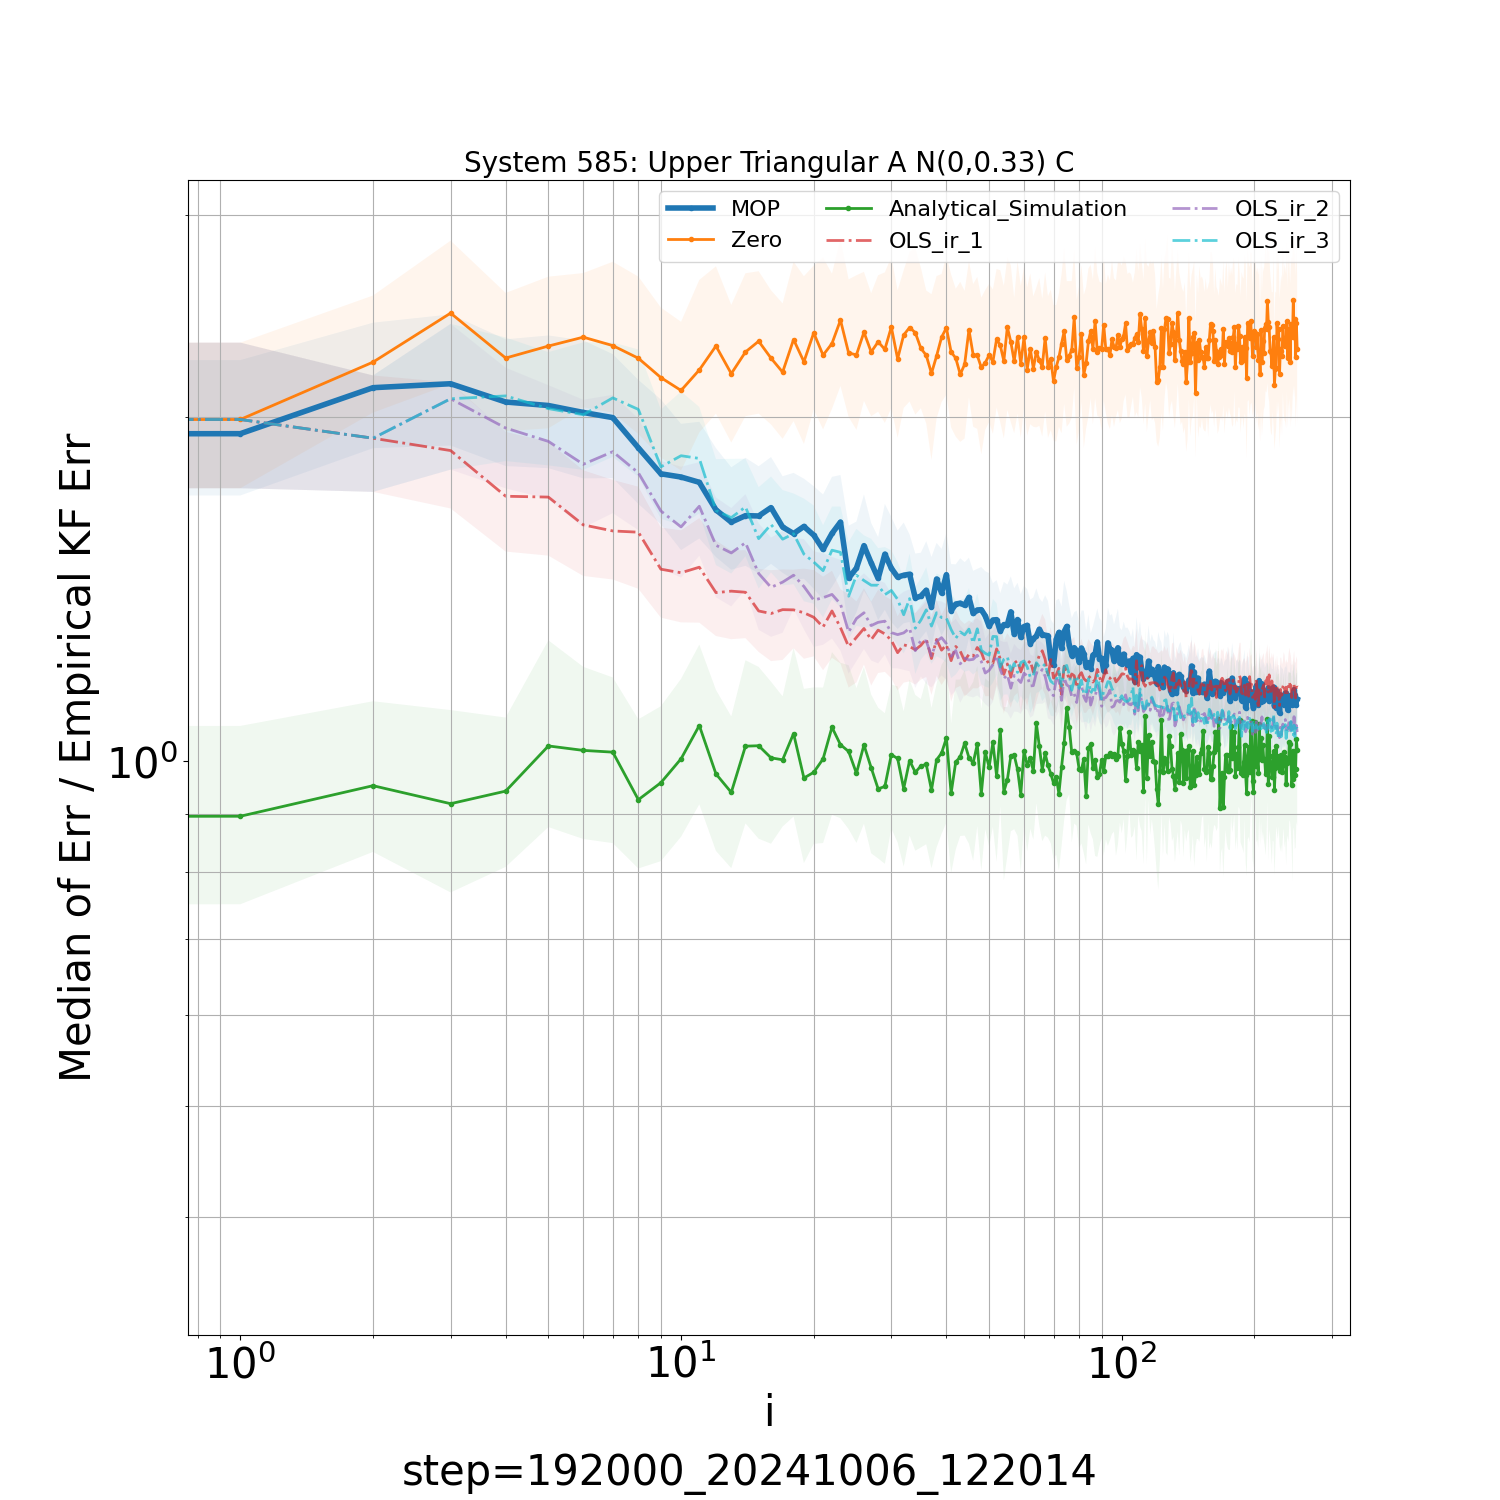 System 585: Upper Triangular A N(0,0.33) C
MOP
Zero
Analytical_Simulation
OLS_ir_1
OLS_ir_2
OLS_ir_3
Median of Err / Empirical KF Err
10⁰
10⁰
10¹
10²
i
step=192000_20241006_122014